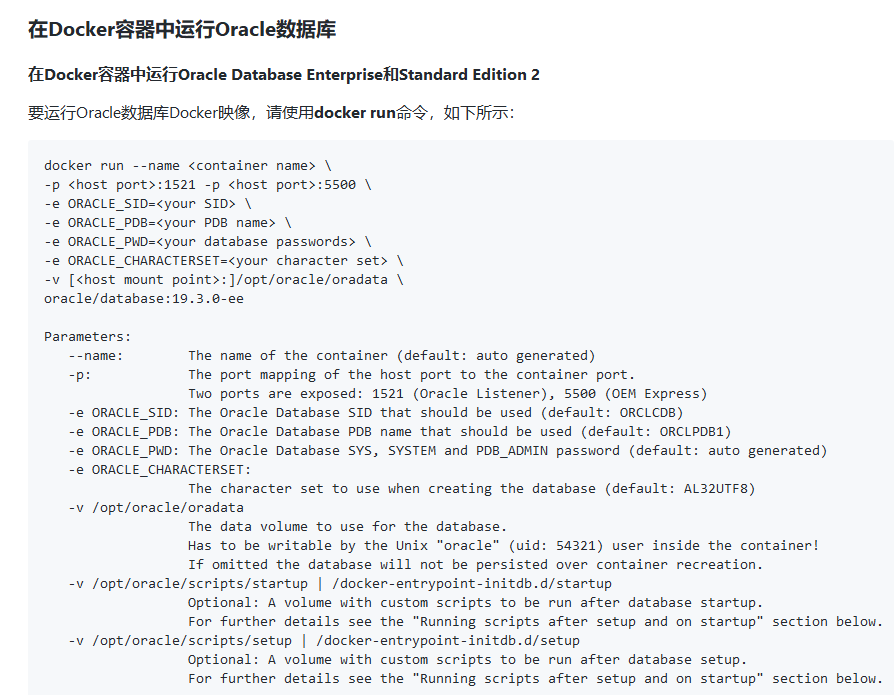 在Docker容器中运行Oracle数据库
在Docker容器中运行Oracle Database Enterprise和Standard Edition 2
要运行Oracle数据库Docker映像，请使用docker run命令，如下所示：
docker run --name <container name> \
-p <host port>:1521 -p <host port>:5500 \
-e ORACLE_SID=<your SID> \
-e ORACLE_PDB=<your PDB name> \
-e ORACLE_PWD=<your database passwords> \
-e ORACLE_CHARACTERSET=<your character set> \
-v [<host mount point>:]/opt/oracle/oradata \
oracle/database:19.3.0-ee
Parameters:
--name: The name of the container (default: auto generated)
-p: The port mapping of the host port to the container port.
Two ports are exposed: 1521 (Oracle Listener), 5500 (OEM Express)
-e ORACLE_SID: The Oracle Database SID that should be used (default: ORCLCDB)
-e ORACLE_PDB: The Oracle Database PDB name that should be used (default: ORCLPDB1)
-e ORACLE_PWD: The Oracle Database SYS, SYSTEM and PDB_ADMIN password (default: auto generated)
-e ORACLE_CHARACTERSET:
The character set to use when creating the database (default: AL32UTF8)
-v /opt/oracle/oradata
The data volume to use for the database.
Has to be writable by the Unix "oracle" (uid: 54321) user inside the container!
If omitted the database will not be persisted over container recreation.
-v /opt/oracle/scripts/startup | /docker-entrypoint-initdb.d/startup
Optional: A volume with custom scripts to be run after database startup.
For further details see the "Running scripts after setup and on startup" section below.
-v /opt/oracle/scripts/setup | /docker-entrypoint-initdb.d/setup
Optional: A volume with custom scripts to be run after database setup.
For further details see the "Running scripts after setup and on startup" section below.